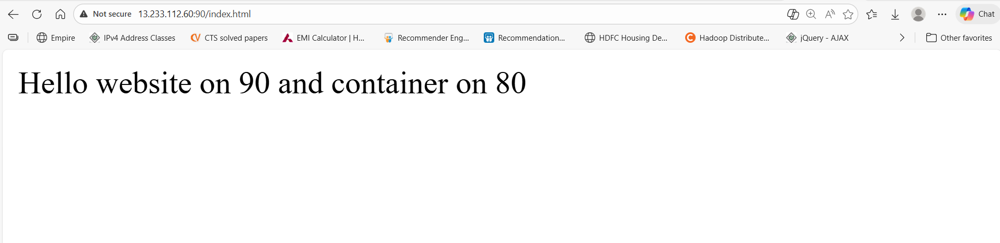 Not secure 13.233.112.60:90/index.html Chat
Empire IPv4 Address Classes CTS solved papers EMI Calculator | H... Recommender Eng... Recommendation... HDFC Housing De... Hadoop Distribute... jQuery - AJAX Other favorites
Hello website on 90 and container on 80